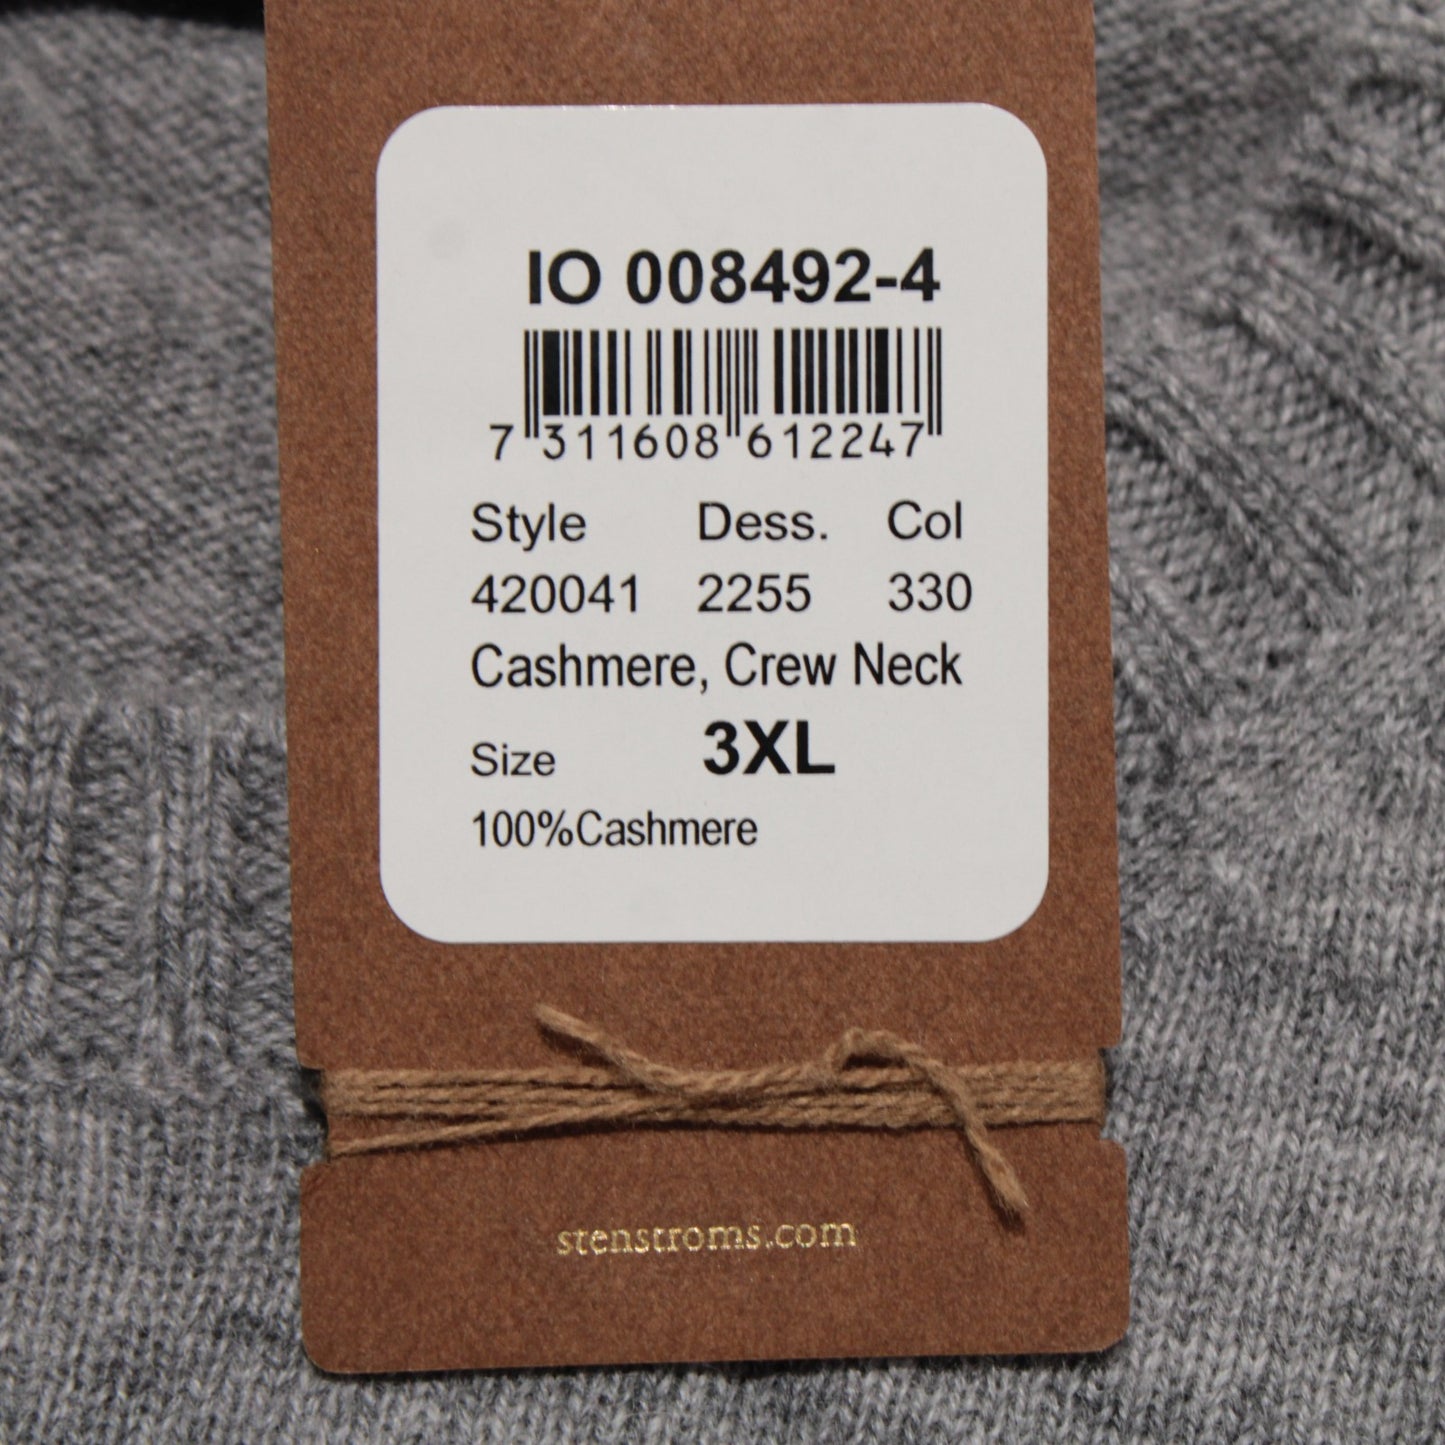 IO 008492-4
7 311608 612247
Style Dess. Col
420041 2255 330
Cashmere, Crew Neck
Size 3XL
100%Cashmere
stenstroms.com